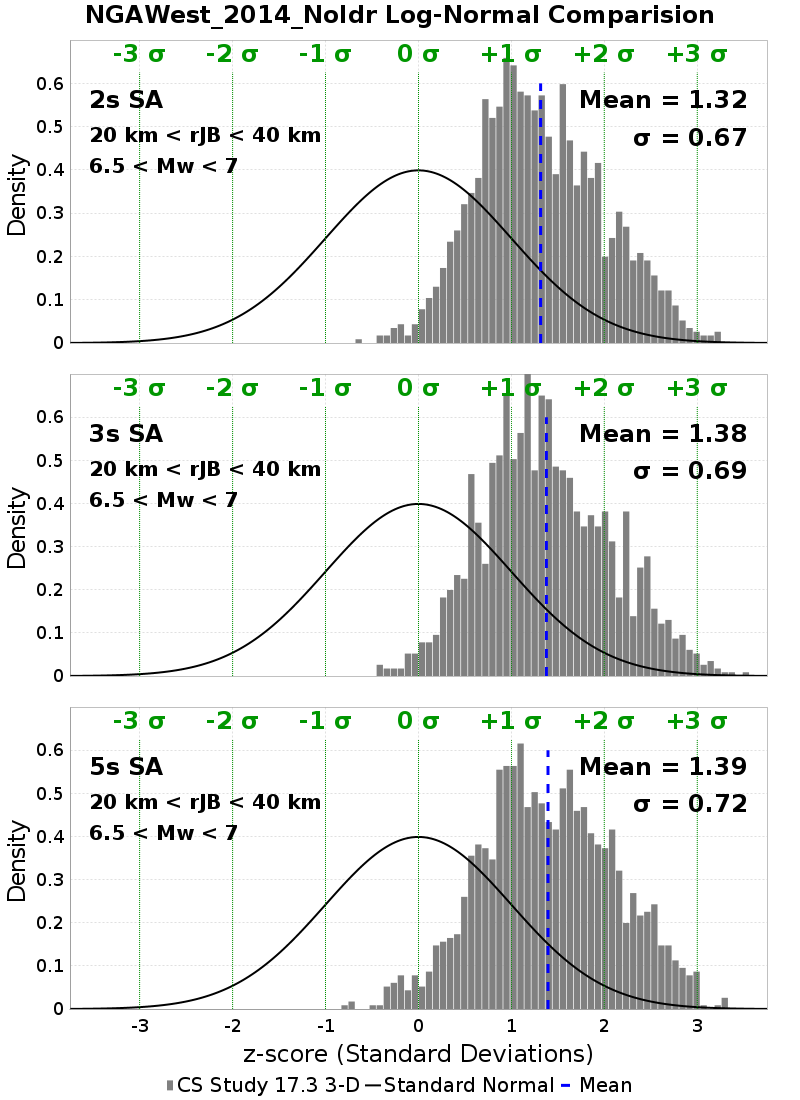 NGAWest_2014_NoIdr Log-Normal Comparision
-3 σ -2 σ -1 σ 0 σ +1 σ +2 σ +3 σ
2s SA
Mean = 1.32
20 km < rJB < 40 km
σ = 0.67
6.5 < Mw < 7
Density
0.6
0.5
0.4
0.3
0.2
0.1
0
-3 σ -2 σ -1 σ 0 σ +1 σ +2 σ +3 σ
3s SA
Mean = 1.38
20 km < rJB < 40 km
σ = 0.69
6.5 < Mw < 7
Density
0.6
0.5
0.4
0.3
0.2
0.1
0
-3 σ -2 σ -1 σ 0 σ +1 σ +2 σ +3 σ
5s SA
Mean = 1.39
20 km < rJB < 40 km
σ = 0.72
6.5 < Mw < 7
Density
0.6
0.5
0.4
0.3
0.2
0.1
0
-3 -2 -1 0 1 2 3
z-score (Standard Deviations)
CS Study 17.3 3-D Standard Normal Mean